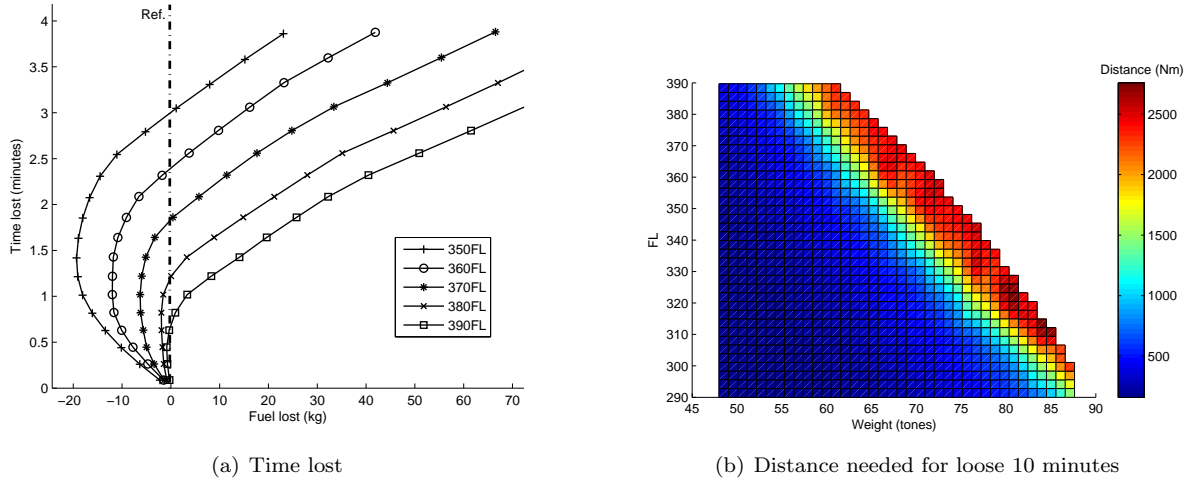 Ref.
4
3.5
3
2.5
2
1.5
1
0.5
0
Time lost (minutes)
−20 −10 0 10 20 30 40 50 60 70
Fuel lost (kg)
350FL
360FL
370FL
380FL
390FL
(a) Time lost
390
380
370
360
350
340
330
320
310
300
290
FL
45 50 55 60 65 70 75 80 85 90
Weight (tones)
Distance (Nm)
2500
2000
1500
1000
500
(b) Distance needed for loose 10 minutes